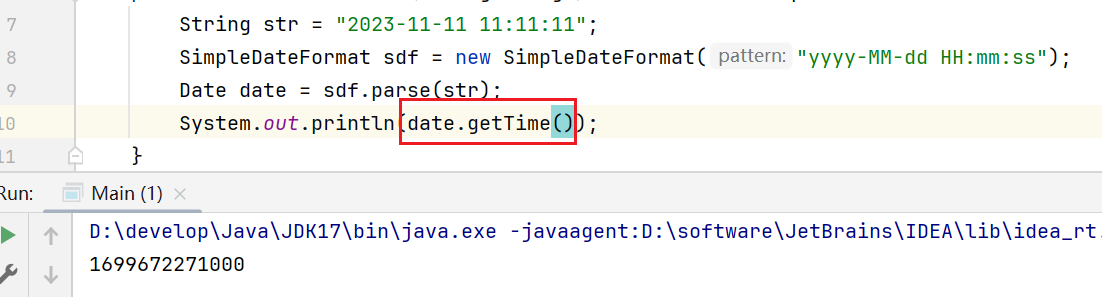 7 String str = "2023-11-11 11:11:11";
8 SimpleDateFormat sdf = new SimpleDateFormat( pattern: "yyyy-MM-dd HH:mm:ss");
9 Date date = sdf.parse(str);
10 System.out.println(date.getTime());
11 }
Run: Main (1) ×
D:\develop\Java\JDK17\bin\java.exe -javaagent:D:\software\JetBrains\IDEA\lib\idea_rt.
1699672271000